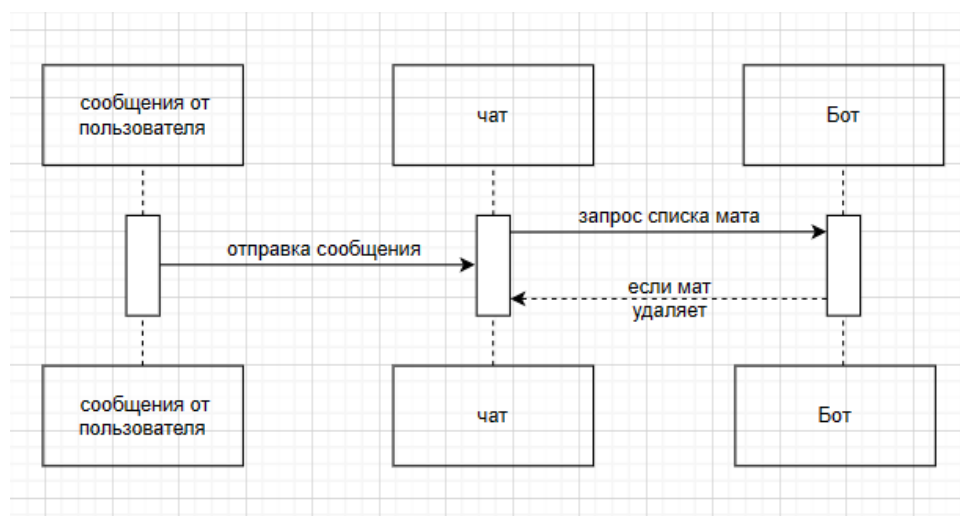 сообщения от
пользователя
чат
Бот
запрос списка мата
отправка сообщения
если мат
удаляет
сообщения от
пользователя
чат
Бот